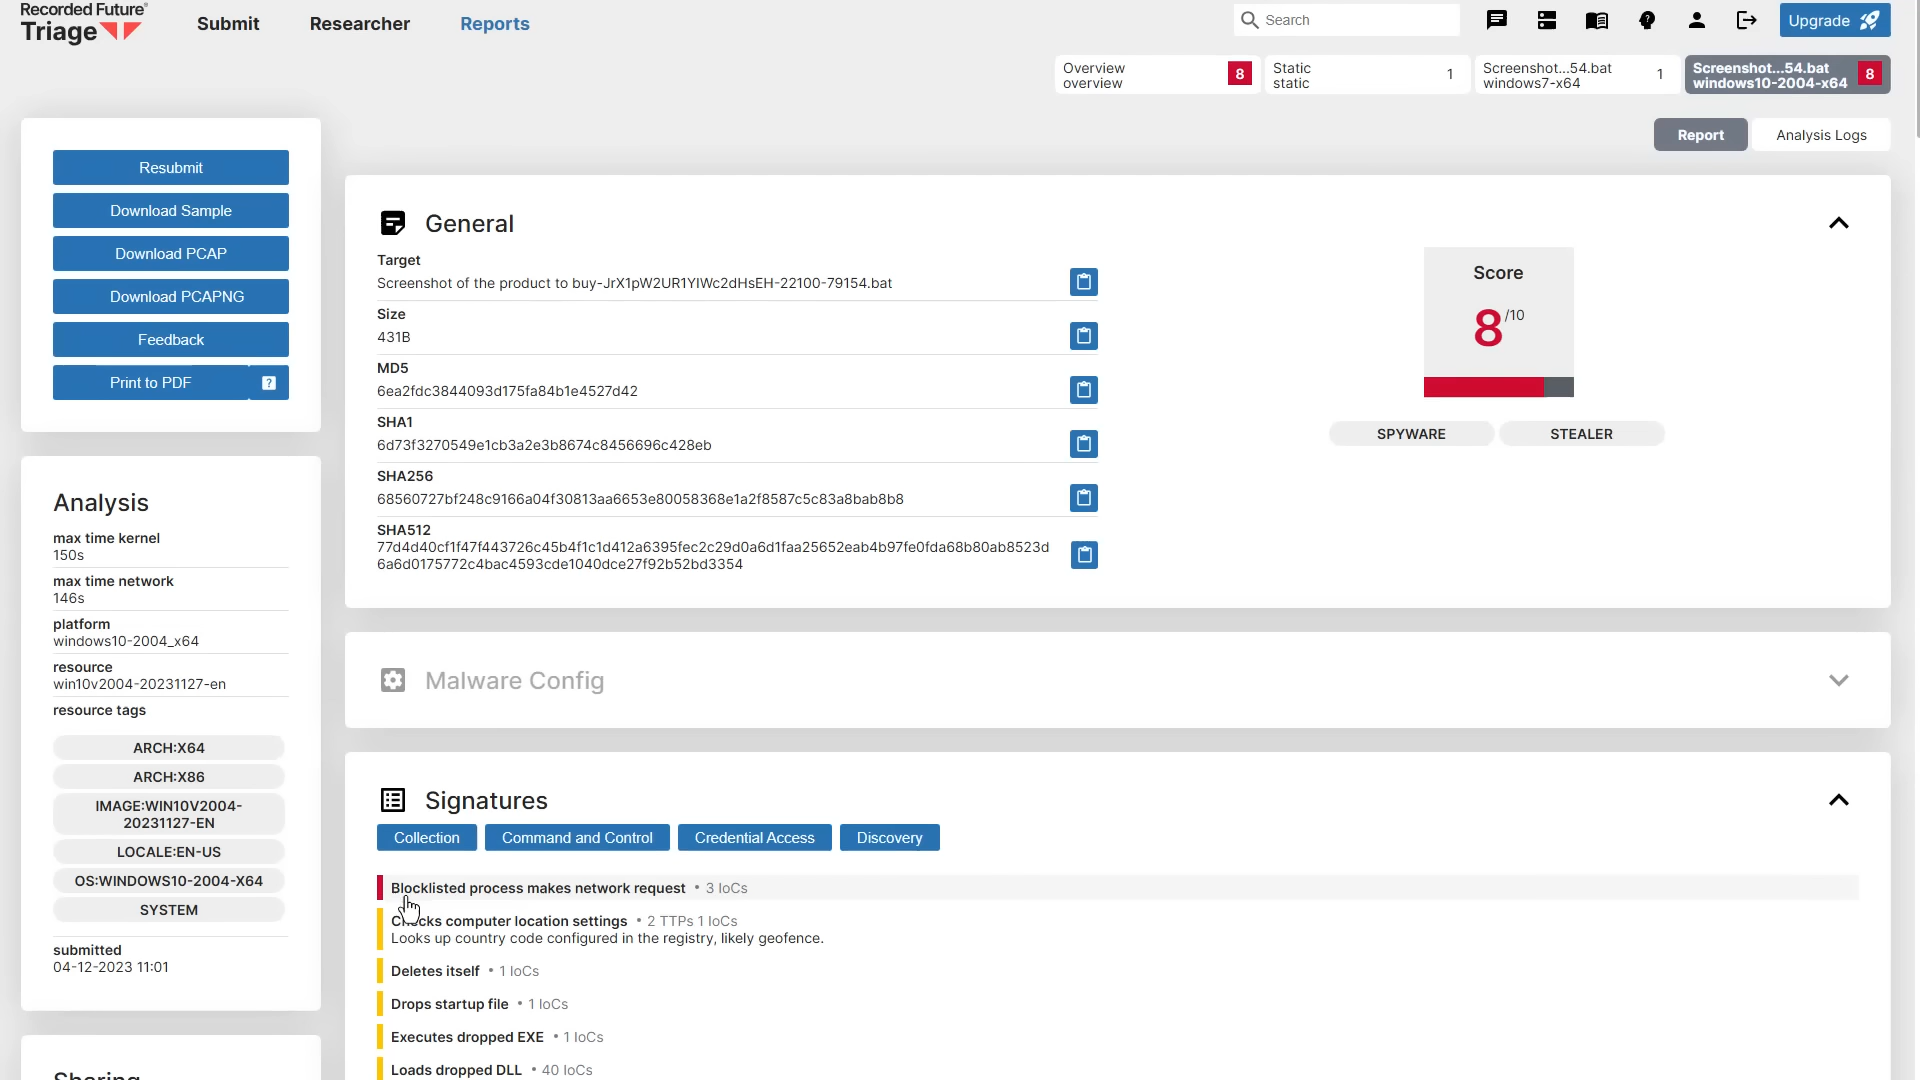 Recorded Future®
Triage
Submit
Researcher
Reports
Search
Upgrade
Overview
overview
8
Static
static
1
Screenshot...54.bat
windows7-x64
1
Screenshot...54.bat
windows10-2004-x64
8
Report
Analysis Logs
Resubmit
Download Sample
Download PCAP
Download PCAPNG
Feedback
Print to PDF
?
Analysis
max time kernel
150s
max time network
146s
platform
windows10-2004_x64
resource
win10v2004-20231127-en
resource tags
ARCH:X64
ARCH:X86
IMAGE:WIN10V2004-
20231127-EN
LOCALE:EN-US
OS:WINDOWS10-2004-X64
SYSTEM
submitted
04-12-2023 11:01
Sharing
General
Target
Screenshot of the product to buy-JrX1pW2UR1YIWc2dHsEH-22100-79154.bat
Size
431B
MD5
6ea2fdc3844093d175fa84b1e4527d42
SHA1
6d73f3270549e1cb3a2e3b8674c8456696c428eb
SHA256
68560727bf248c9166a04f30813aa6653e80058368e1a2f8587c5c83a8bab8b8
SHA512
77d4d40cf1f47f443726c45b4f1c1d412a6395fec2c29d0a6d1faa25652eab4b97fe0fda68b80ab8523d
6a6d0175772c4bac4593cde1040dce27f92b52bd3354
Score
8/10
SPYWARE
STEALER
Malware Config
Signatures
Collection
Command and Control
Credential Access
Discovery
Blocklisted process makes network request • 3 IoCs
Checks computer location settings • 2 TTPs 1 IoCs
Looks up country code configured in the registry, likely geofence.
Deletes itself • 1 IoCs
Drops startup file • 1 IoCs
Executes dropped EXE • 1 IoCs
Loads dropped DLL • 40 IoCs